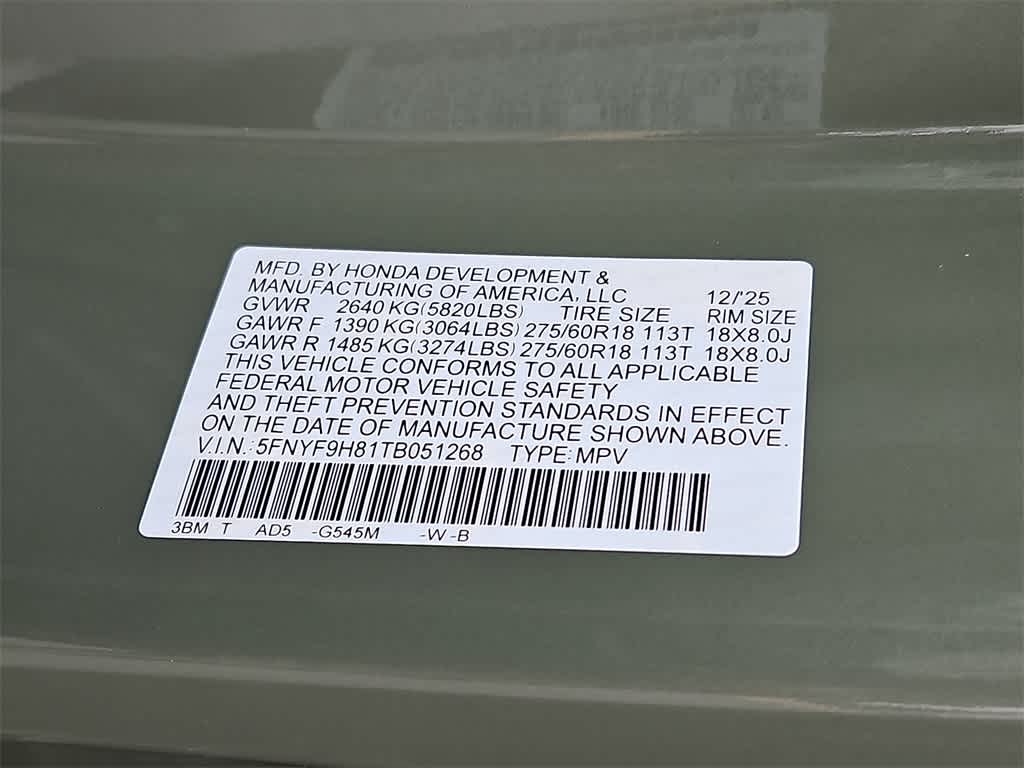 MFD. BY HONDA DEVELOPMENT &
MANUFACTURING OF AMERICA, LLC 12/'25
GVWR 2640 KG(5820LBS) TIRE SIZE RIM SIZE
GAWR F 1390 KG(3064LBS) 275/60R18 113T 18X8.0J
GAWR R 1485 KG(3274LBS) 275/60R18 113T 18X8.0J
THIS VEHICLE CONFORMS TO ALL APPLICABLE
FEDERAL MOTOR VEHICLE SAFETY
AND THEFT PREVENTION STANDARDS IN EFFECT
ON THE DATE OF MANUFACTURE SHOWN ABOVE.
V.I.N.: 5FNYF9H81TB051268 TYPE: MPV
3BM T AD5 -G545M -W -B